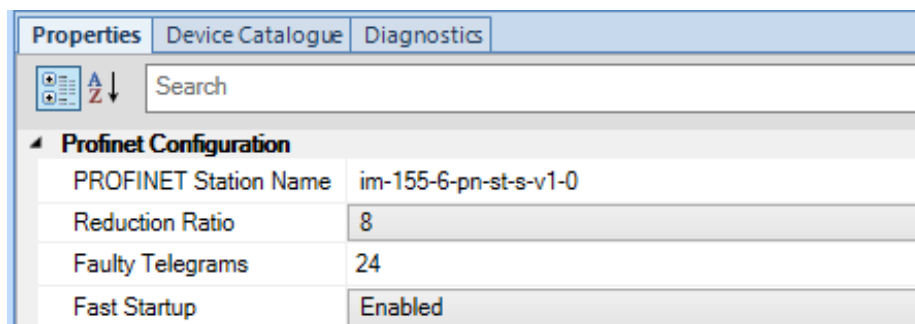 Properties Device Catalogue Diagnostics
A Z Search
Profinet Configuration
PROFINET Station Name im-155-6-pn-st-s-v1-0
Reduction Ratio 8
Faulty Telegrams 24
Fast Startup Enabled